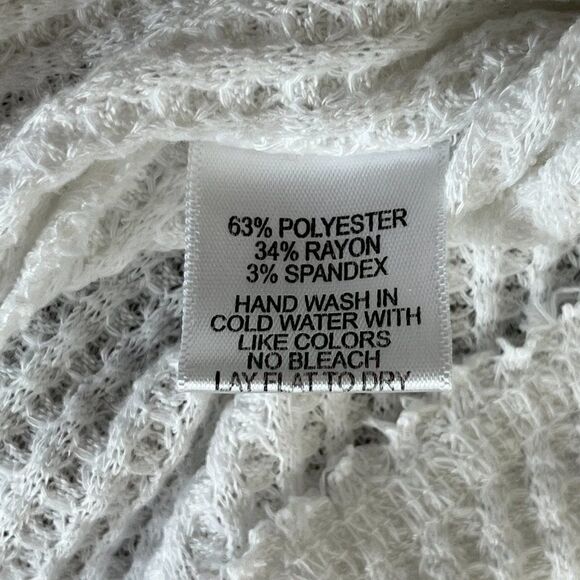 63% POLYESTER
34% RAYON
3% SPANDEX
HAND WASH IN
COLD WATER WITH
LIKE COLORS
NO BLEACH
LAY FLAT TO DRY